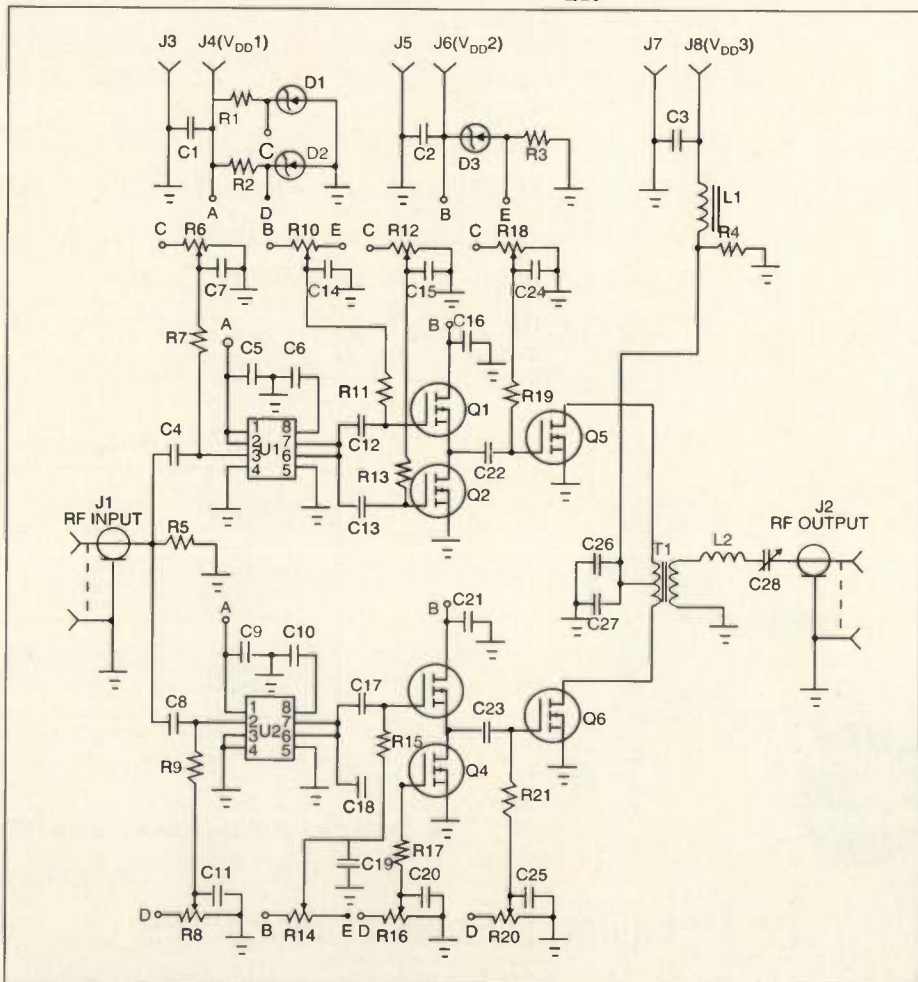 J3 J4(VDD1) J5 J6(VDD2) J7 J8(VDD3)
D1
R1
C1 C C2 D3 R3 C3
D2
R2
L1
A D B E
R4
C R6 B R10 E C R12 C R18
C7 C14 C15 C24
A B C16
R7
C5 C6
R11 R19
Q1
C4 1 8 C12 Q5
2 7
U1
3 6 R13 C22
4 5
Q2
J1 J2
RF INPUT C13 RF OUTPUT
R5
C26 T1 L2
C28
C27
A B C21
C9 C10
C8 1 8 C17 C23 Q6
2 7
U2
3 6 R15
4 5 Q4
R9 C18 R21
R17
C19
C11 C20 C25
D R8 B R14 E D R16 D R20